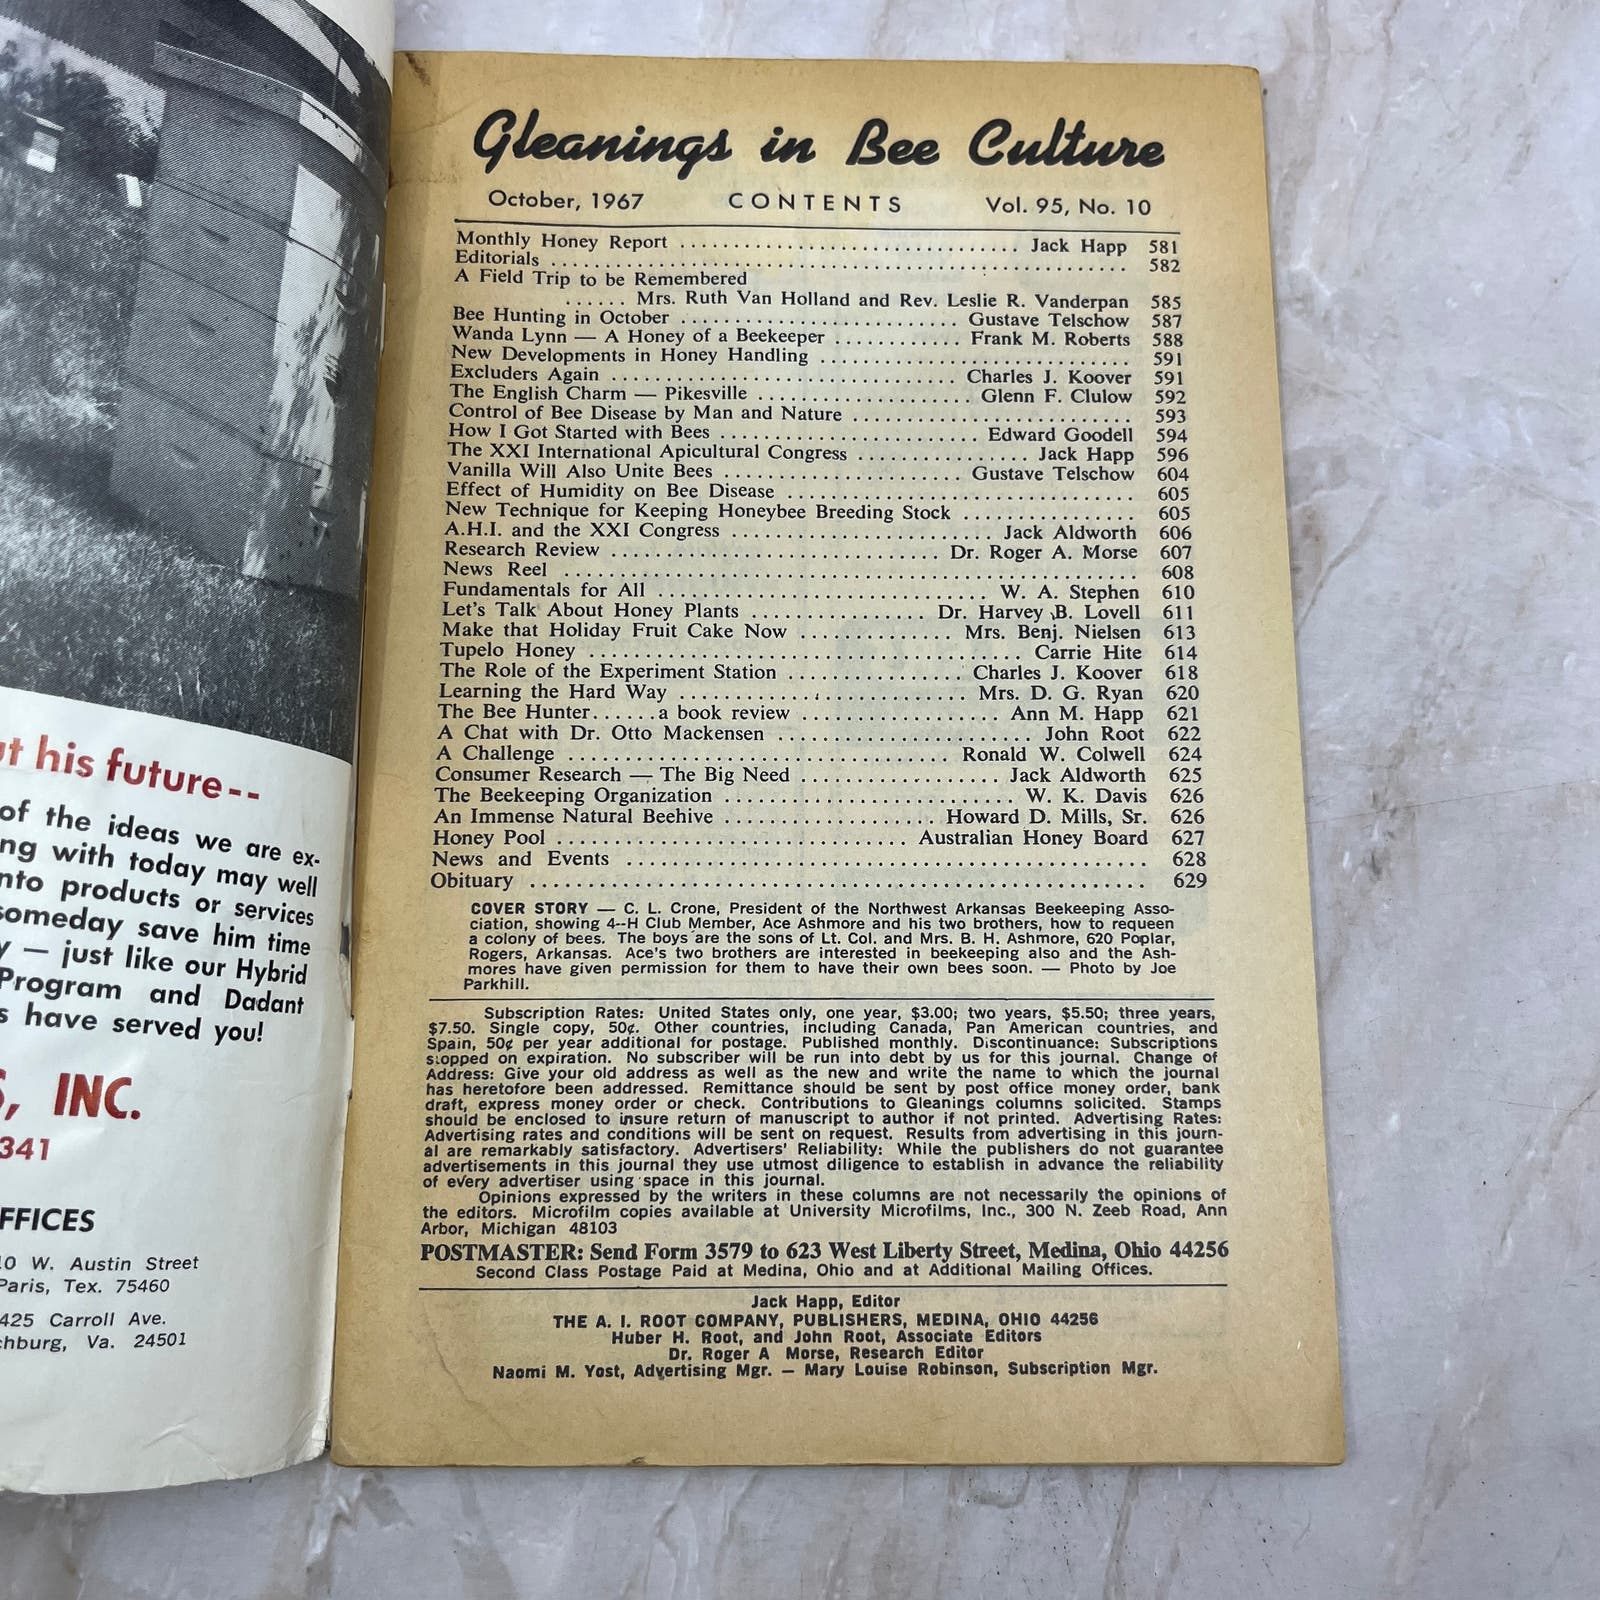 ut his future--
of the ideas we are ex-
ng with today may well
nto products or services
someday save him time
y — just like our Hybrid
Program and Dadant
s have served you!
S, INC.
341
FFICES
10 W. Austin Street
Paris, Tex. 75460
425 Carroll Ave.
chburg, Va. 24501
Gleanings in Bee Culture
October, 1967 CONTENTS Vol. 95, No. 10
Monthly Honey Report ................................ Jack Happ 581
Editorials ................................................ 582
A Field Trip to be Remembered
...... Mrs. Ruth Van Holland and Rev. Leslie R. Vanderpan 585
Bee Hunting in October ........................... Gustave Telschow 587
Wanda Lynn — A Honey of a Beekeeper ............ Frank M. Roberts 588
New Developments in Honey Handling .............................. 591
Excluders Again ................................. Charles J. Koover 591
The English Charm — Pikesville .................... Glenn F. Clulow 592
Control of Bee Disease by Man and Nature ........................... 593
How I Got Started with Bees ......................... Edward Goodell 594
The XXI International Apicultural Congress ................ Jack Happ 596
Vanilla Will Also Unite Bees ....................... Gustave Telschow 604
Effect of Humidity on Bee Disease .................................. 605
New Technique for Keeping Honeybee Breeding Stock ................ 605
A.H.I. and the XXI Congress ......................... Jack Aldworth 606
Research Review ................................ Dr. Roger A. Morse 607
News Reel ....................................................... 608
Fundamentals for All ................................ W. A. Stephen 610
Let's Talk About Honey Plants ................ Dr. Harvey B. Lovell 611
Make that Holiday Fruit Cake Now ............ Mrs. Benj. Nielsen 613
Tupelo Honey ......................................... Carrie Hite 614
The Role of the Experiment Station ................ Charles J. Koover 618
Learning the Hard Way ........................... Mrs. D. G. Ryan 620
The Bee Hunter......a book review ................... Ann M. Happ 621
A Chat with Dr. Otto Mackensen ......................... John Root 622
A Challenge .................................... Ronald W. Colwell 624
Consumer Research — The Big Need ................... Jack Aldworth 625
The Beekeeping Organization ............................ W. K. Davis 626
An Immense Natural Beehive ................... Howard D. Mills, Sr. 626
Honey Pool ................................ Australian Honey Board 627
News and Events ................................................. 628
Obituary ........................................................ 629
COVER STORY — C. L. Crone, President of the Northwest Arkansas Beekeeping Asso-
ciation, showing 4--H Club Member, Ace Ashmore and his two brothers, how to requeen
a colony of bees. The boys are the sons of Lt. Col. and Mrs. B. H. Ashmore, 620 Poplar,
Rogers, Arkansas. Ace's two brothers are interested in beekeeping also and the Ash-
mores have given permission for them to have their own bees soon. — Photo by Joe
Parkhill.
Subscription Rates: United States only, one year, $3.00; two years, $5.50; three years,
$7.50. Single copy, 50¢. Other countries, including Canada, Pan American countries, and
Spain, 50¢ per year additional for postage. Published monthly. Discontinuance: Subscriptions
stopped on expiration. No subscriber will be run into debt by us for this journal. Change of
Address: Give your old address as well as the new and write the name to which the journal
has heretofore been addressed. Remittance should be sent by post office money order, bank
draft, express money order or check. Contributions to Gleanings columns solicited. Stamps
should be enclosed to insure return of manuscript to author if not printed. Advertising Rates:
Advertising rates and conditions will be sent on request. Results from advertising in this journ-
al are remarkably satisfactory. Advertisers' Reliability: While the publishers do not guarantee
advertisements in this journal they use utmost diligence to establish in advance the reliability
of every advertiser using space in this journal.
Opinions expressed by the writers in these columns are not necessarily the opinions of
the editors. Microfilm copies available at University Microfilms, Inc., 300 N. Zeeb Road, Ann
Arbor, Michigan 48103
POSTMASTER: Send Form 3579 to 623 West Liberty Street, Medina, Ohio 44256
Second Class Postage Paid at Medina, Ohio and at Additional Mailing Offices.
Jack Happ, Editor
THE A. I. ROOT COMPANY, PUBLISHERS, MEDINA, OHIO 44256
Huber H. Root, and John Root, Associate Editors
Dr. Roger A Morse, Research Editor
Naomi M. Yost, Advertising Mgr. — Mary Louise Robinson, Subscription Mgr.